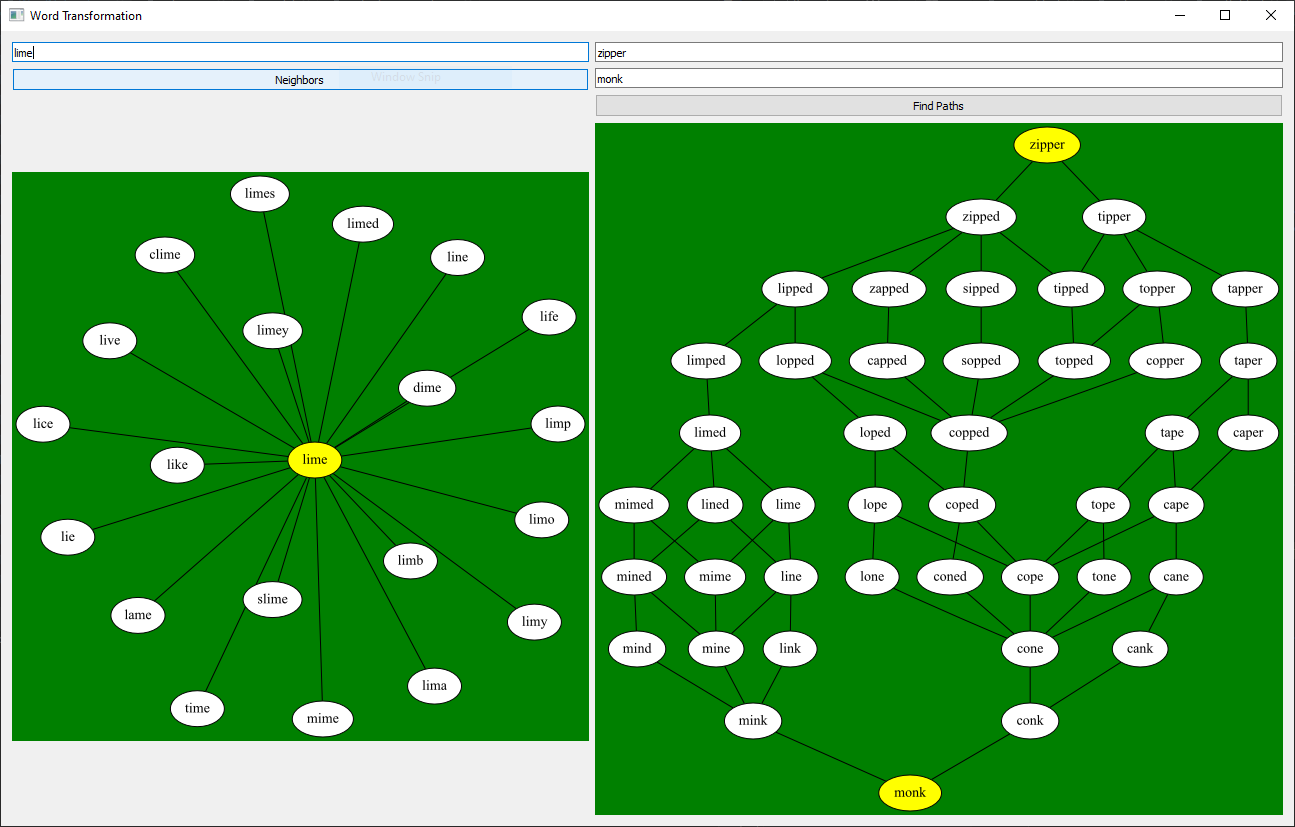 Word Transformation
lime
Neighbors
Window Snip
limes
limed
clime
line
life
limey
live
dime
lice
limp
lime
like
limo
lie
limb
slime
lame
limy
lima
time
mime
zipper
monk
Find Paths
zipper
zipped tipper
lipped zapped sipped tipped topper tapper
limped lopped capped sopped topped copper taper
limed loped copped tape caper
mimed lined lime lope coped tope cape
mined mime line lone coned cope tone cane
mind mine link cone cank
mink conk
monk